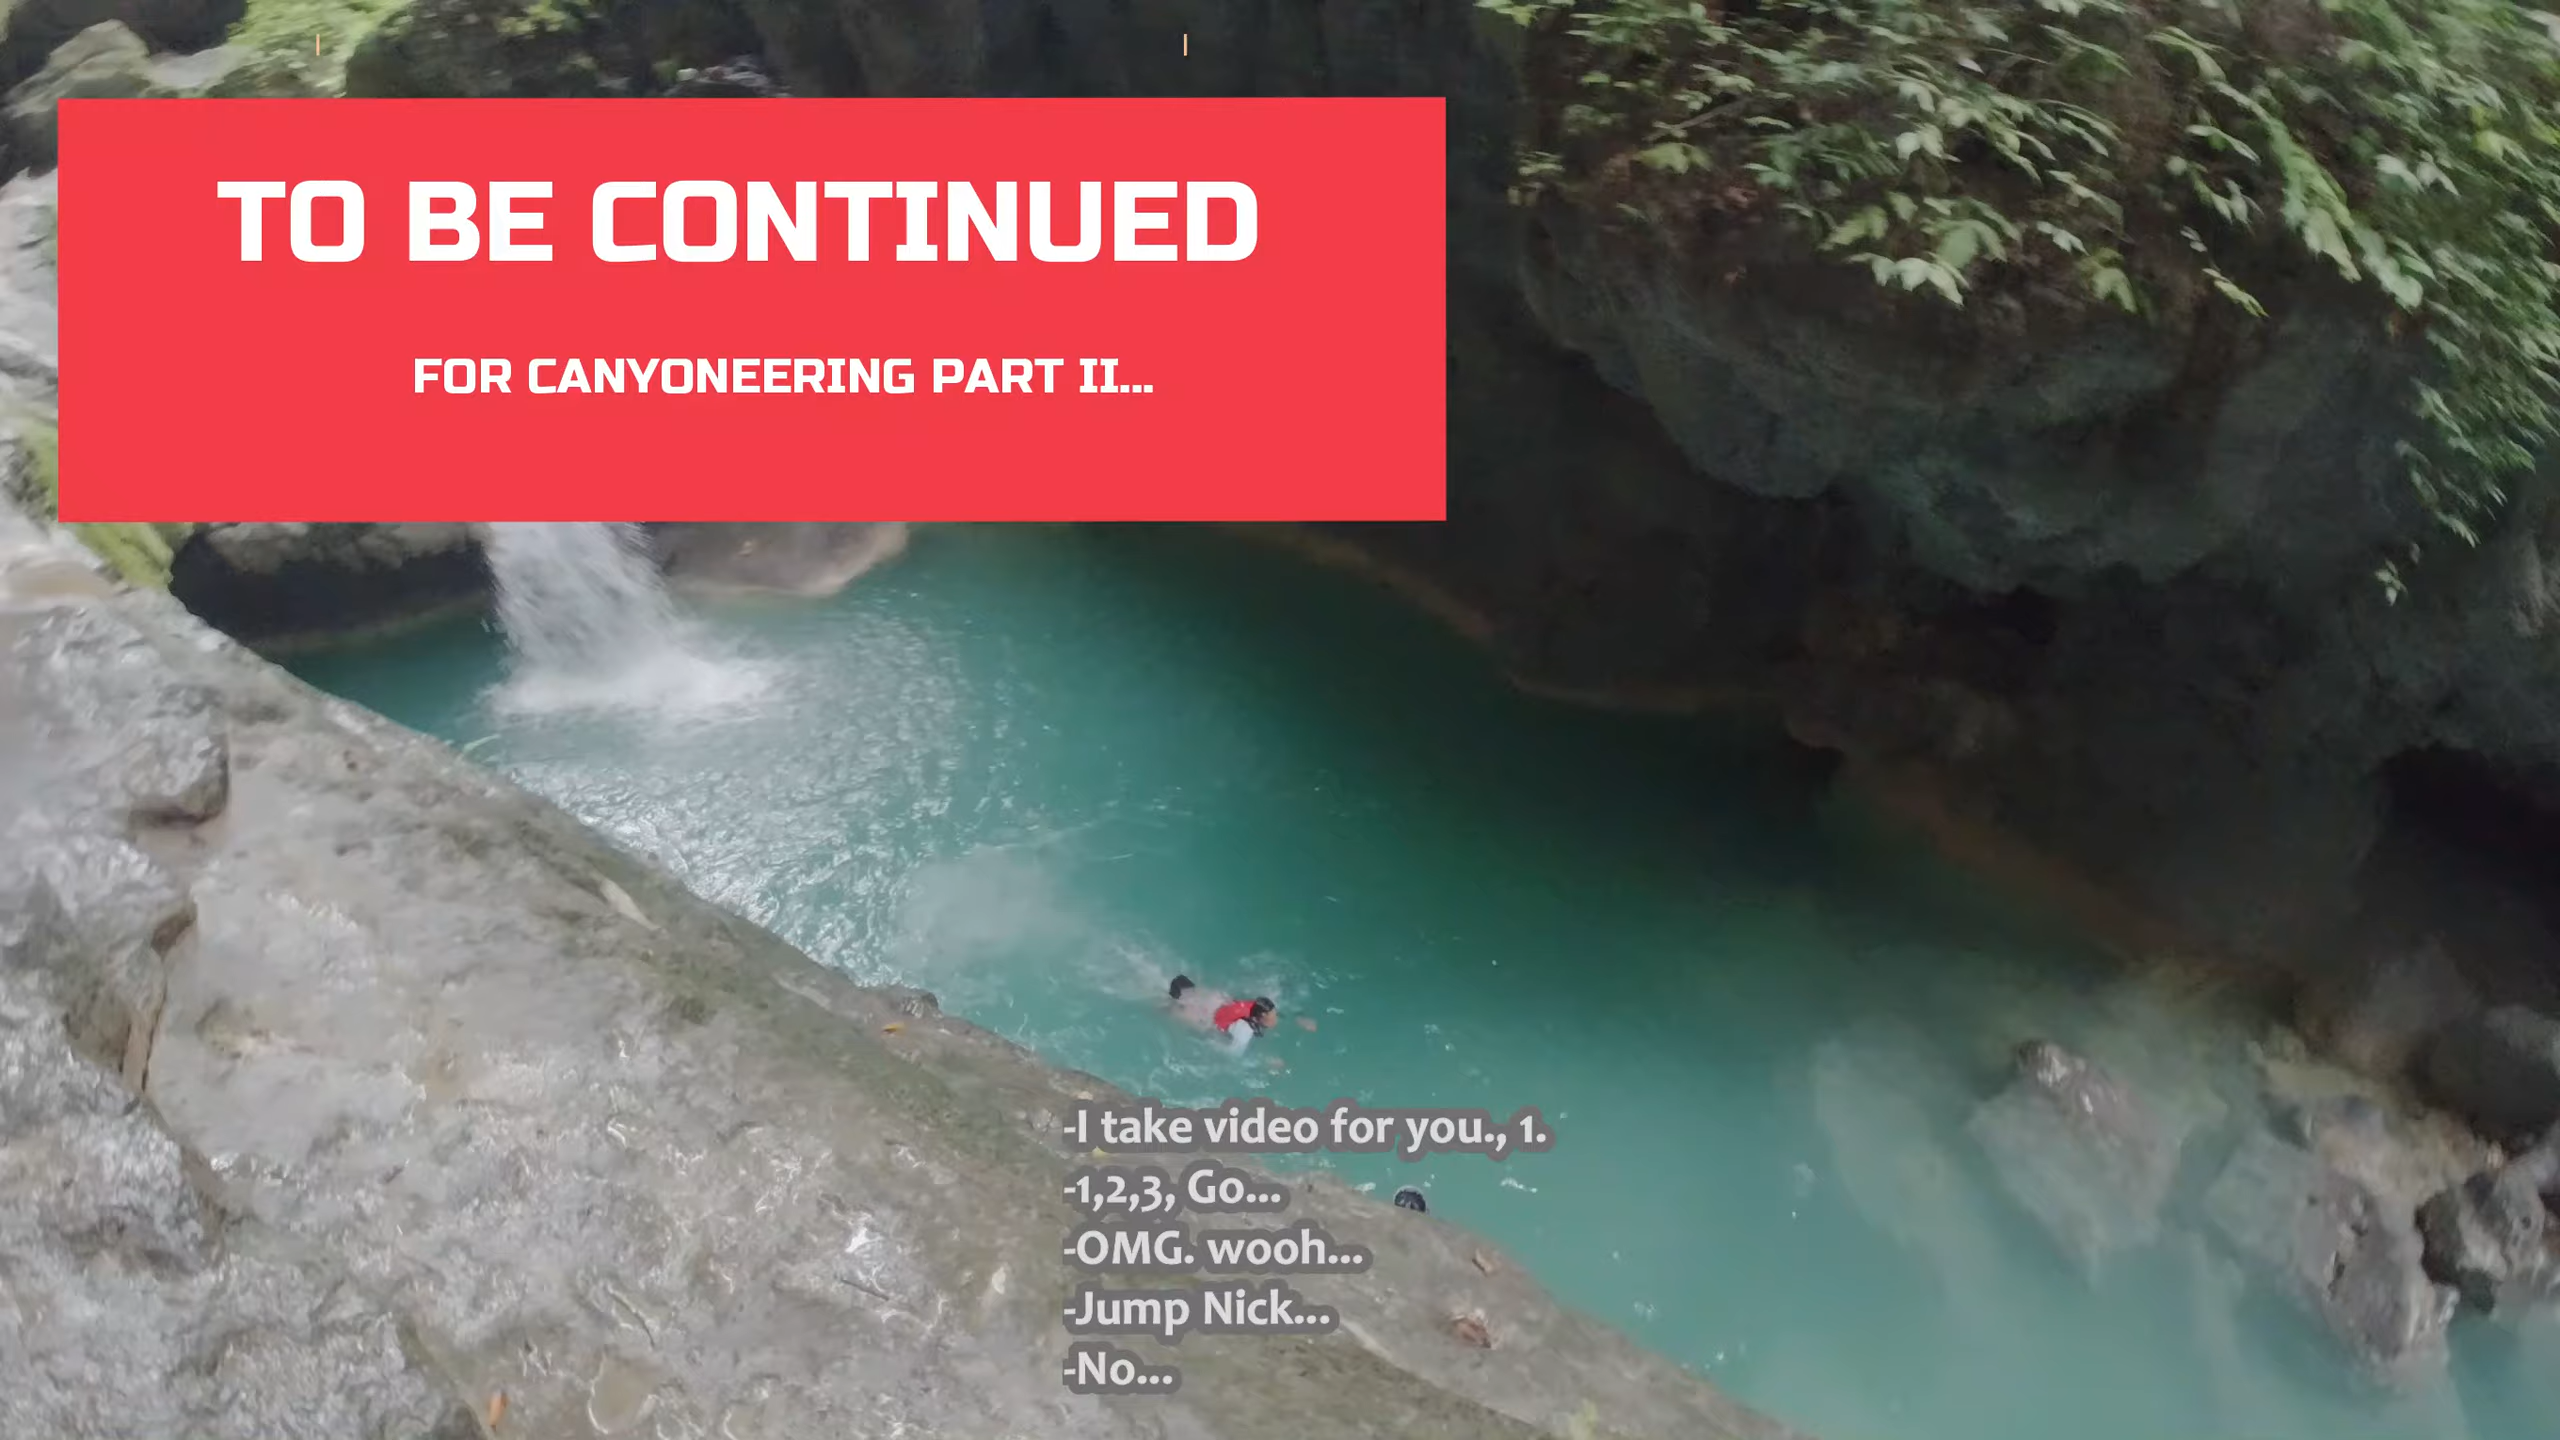 TO BE CONTINUED
FOR CANYONEERING PART II...
-I take video for you., 1.
-1,2,3, Go...
-OMG. wooh...
-Jump Nick...
-No...